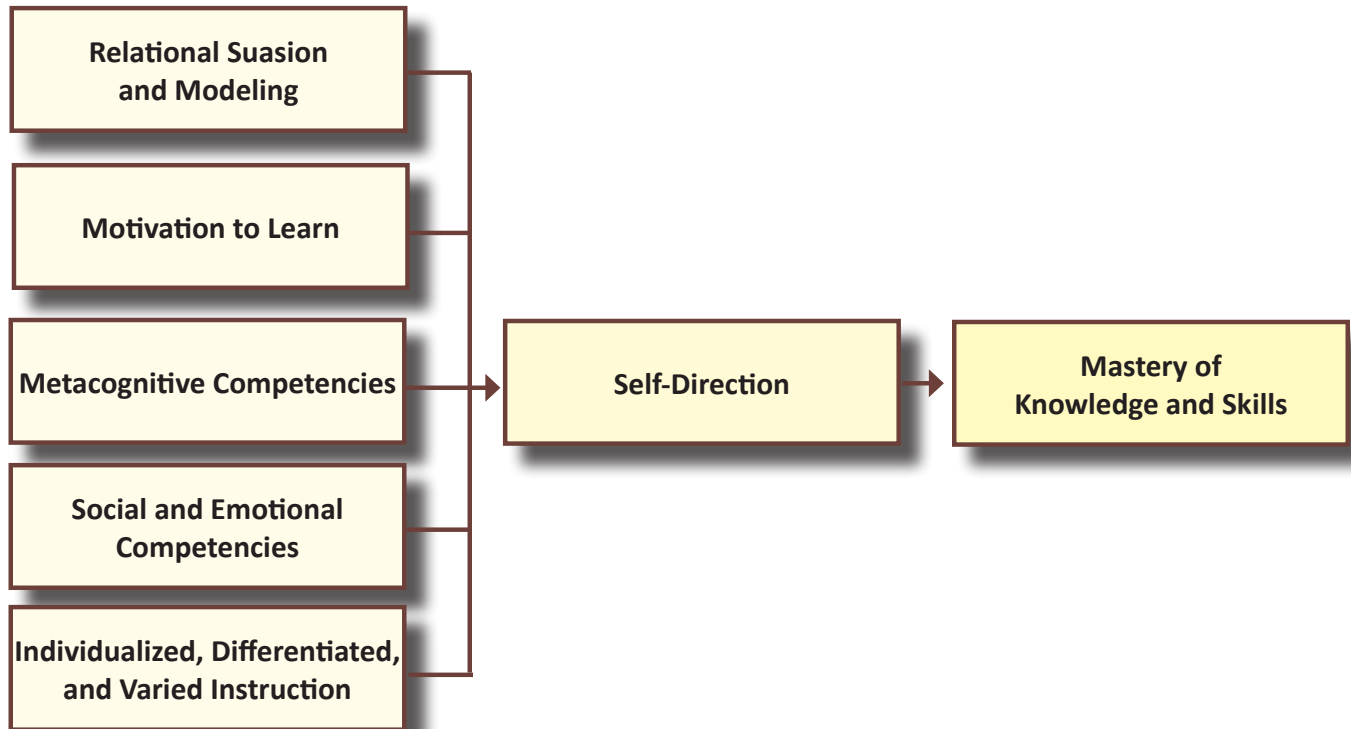 Relational Suasion
and Modeling
Motivation to Learn
Metacognitive Competencies
Social and Emotional
Competencies
Individualized, Differentiated,
and Varied Instruction
Self-Direction
Mastery of
Knowledge and Skills